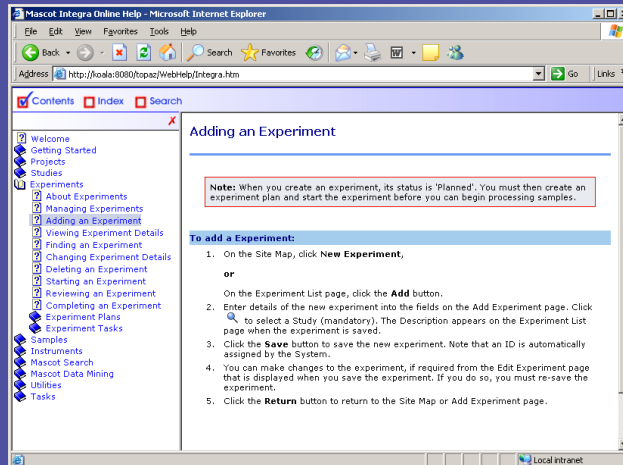 Mascot Integra Online Help - Microsoft Internet Explorer
File Edit View Favorites Tools Help
Back Search Favorites
Address http://koala:8080/topaz/WebHelp/Integra.htm Go Links
Contents Index Search
Welcome
Getting Started
Projects
Studies
Experiments
About Experiments
Managing Experiments
Adding an Experiment
Viewing Experiment Details
Finding an Experiment
Changing Experiment Details
Deleting an Experiment
Starting an Experiment
Reviewing an Experiment
Completing an Experiment
Experiment Plans
Experiment Tasks
Samples
Instruments
Mascot Search
Mascot Data Mining
Utilities
Tasks
Adding an Experiment
Note: When you create an experiment, its status is 'Planned'. You must then create an
experiment plan and start the experiment before you can begin processing samples.
To add a Experiment:
1. On the Site Map, click New Experiment,
or
On the Experiment List page, click the Add button.
2. Enter details of the new experiment into the fields on the Add Experiment page. Click
to select a Study (mandatory). The Description appears on the Experiment List
page when the experiment is saved.
3. Click the Save button to save the new experiment. Note that an ID is automatically
assigned by the System.
4. You can make changes to the experiment, if required from the Edit Experiment page
that is displayed when you save the experiment. If you do so, you must re-save the
experiment.
5. Click the Return button to return to the Site Map or Add Experiment page.
Local intranet